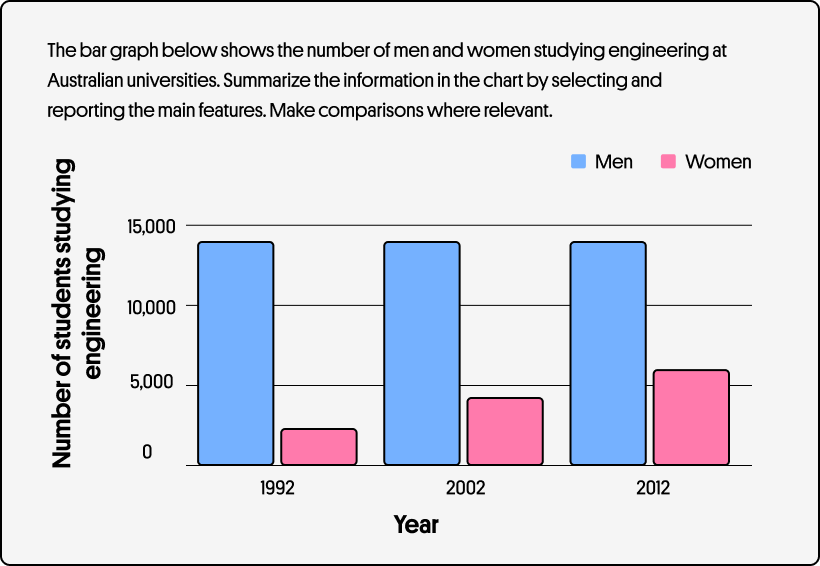 The bar graph below shows the number of men and women studying engineering at
Australian universities. Summarize the information in the chart by selecting and
reporting the main features. Make comparisons where relevant.
Men
Women
Number of students studying
engineering
15,000
10,000
5,000
0
1992
2002
2012
Year